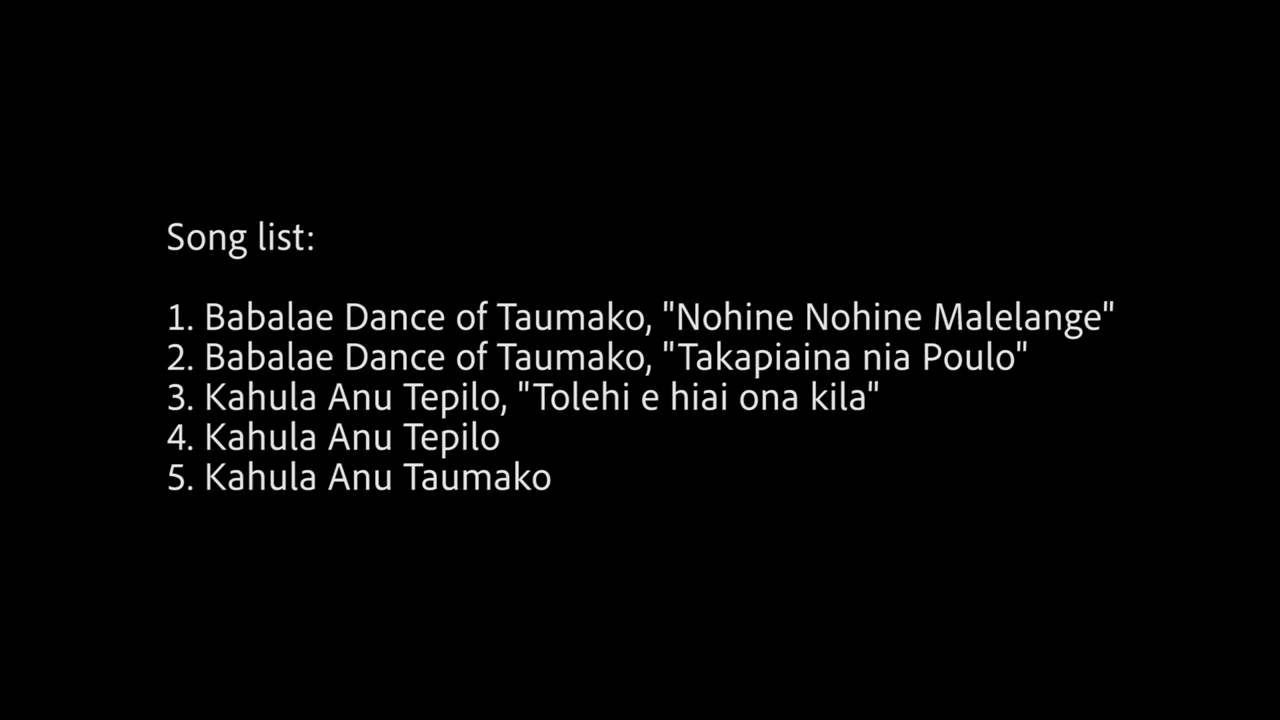 Song list:
1. Babalae Dance of Taumako, "Nohine Nohine Malelange"
2. Babalae Dance of Taumako, "Takapiaina nia Poulo"
3. Kahula Anu Tepilo, "Tolehi e hiai ona kila"
4. Kahula Anu Tepilo
5. Kahula Anu Taumako